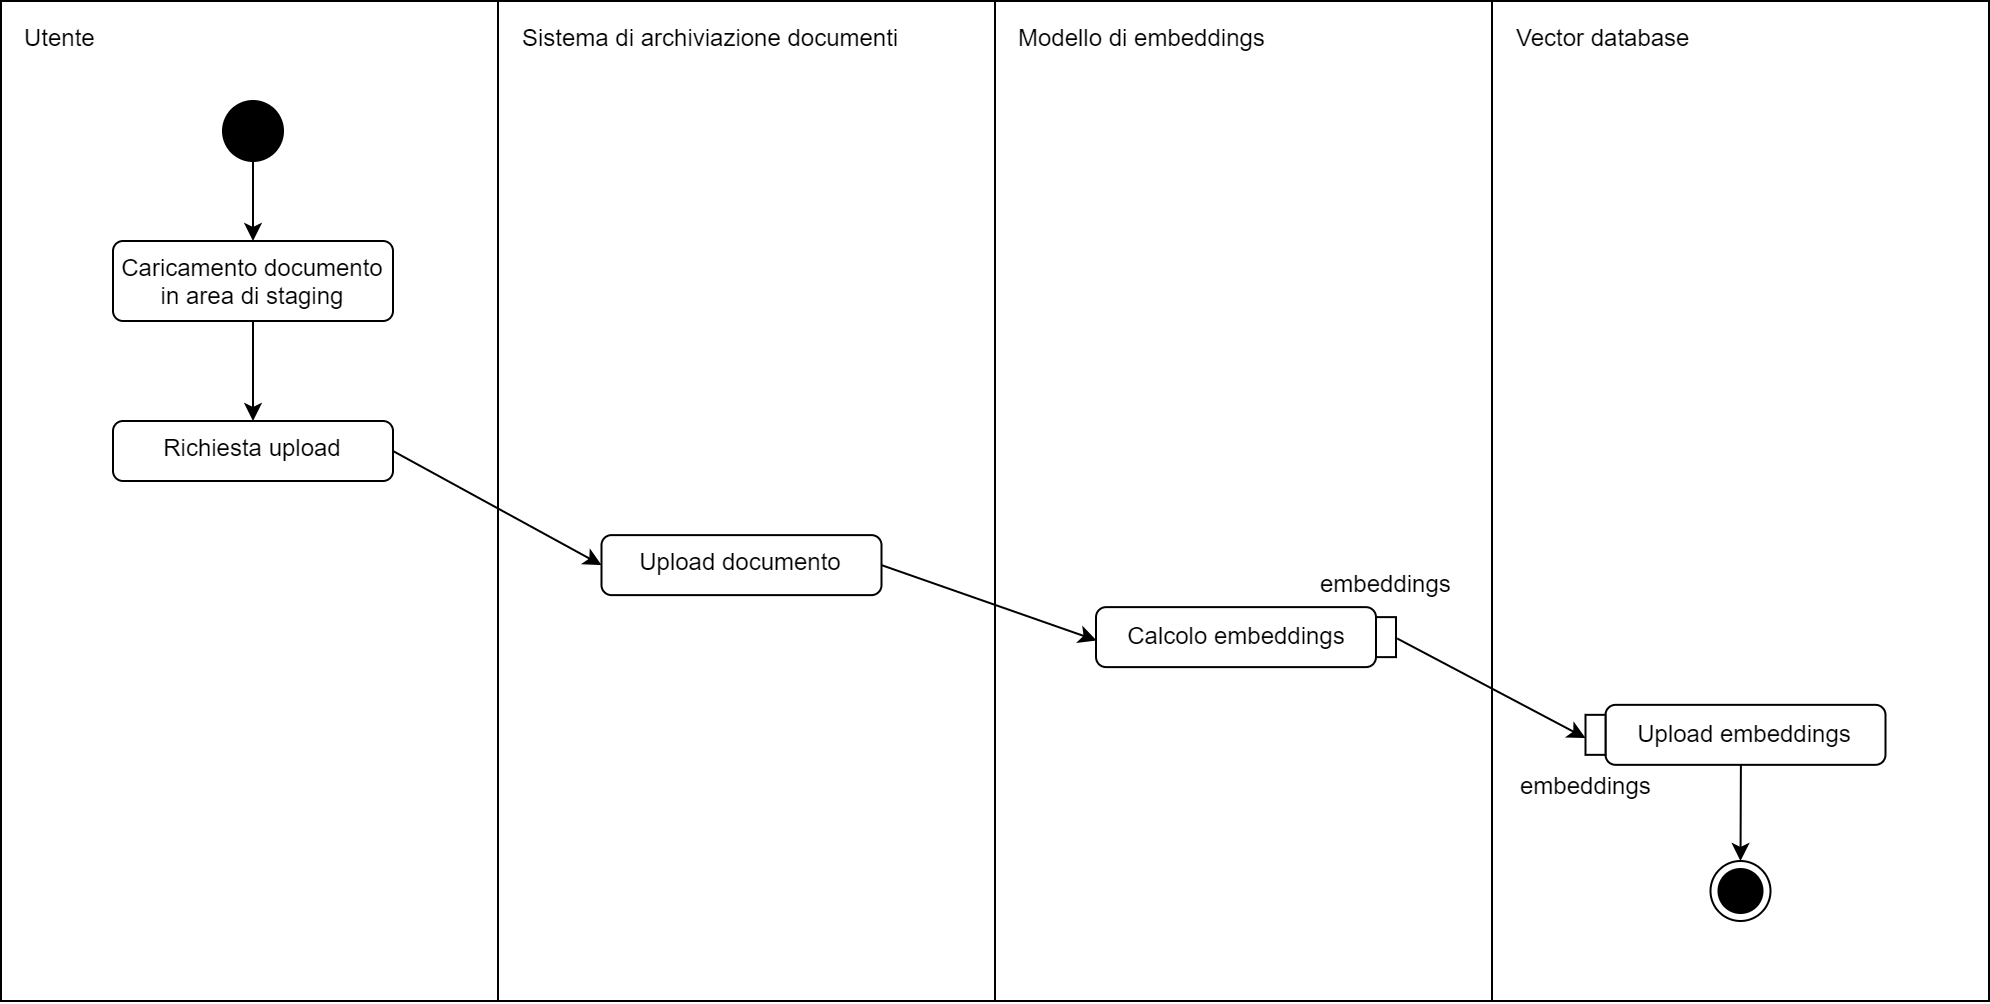 Utente
Sistema di archiviazione documenti
Modello di embeddings
Vector database
Caricamento documento
in area di staging
Richiesta upload
Upload documento
embeddings
Calcolo embeddings
Upload embeddings
embeddings